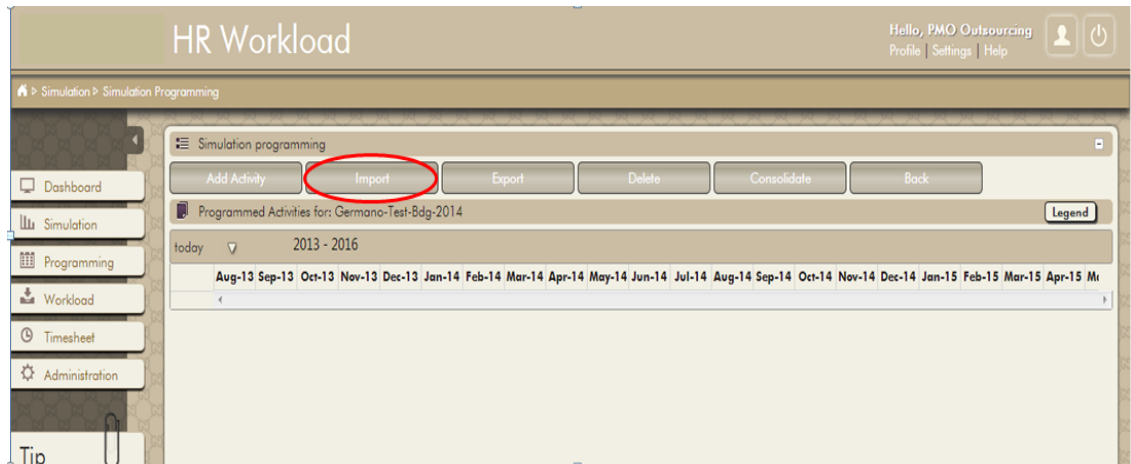 HR Workload
Hello, PMO Outsourcing
Profile | Settings | Help
Simulation Simulation Programming
Simulation programming
Add Activity Import Export Delete Consolidate Back
Programmed Activities for: Germano-Test-Bdg-2014 Legend
today 2013 - 2016
Aug-13 Sep-13 Oct-13 Nov-13 Dec-13 Jan-14 Feb-14 Mar-14 Apr-14 May-14 Jun-14 Jul-14 Aug-14 Sep-14 Oct-14 Nov-14 Dec-14 Jan-15 Feb-15 Mar-15 Apr-15
Dashboard
Simulation
Programming
Workload
Timesheet
Administration
Tip